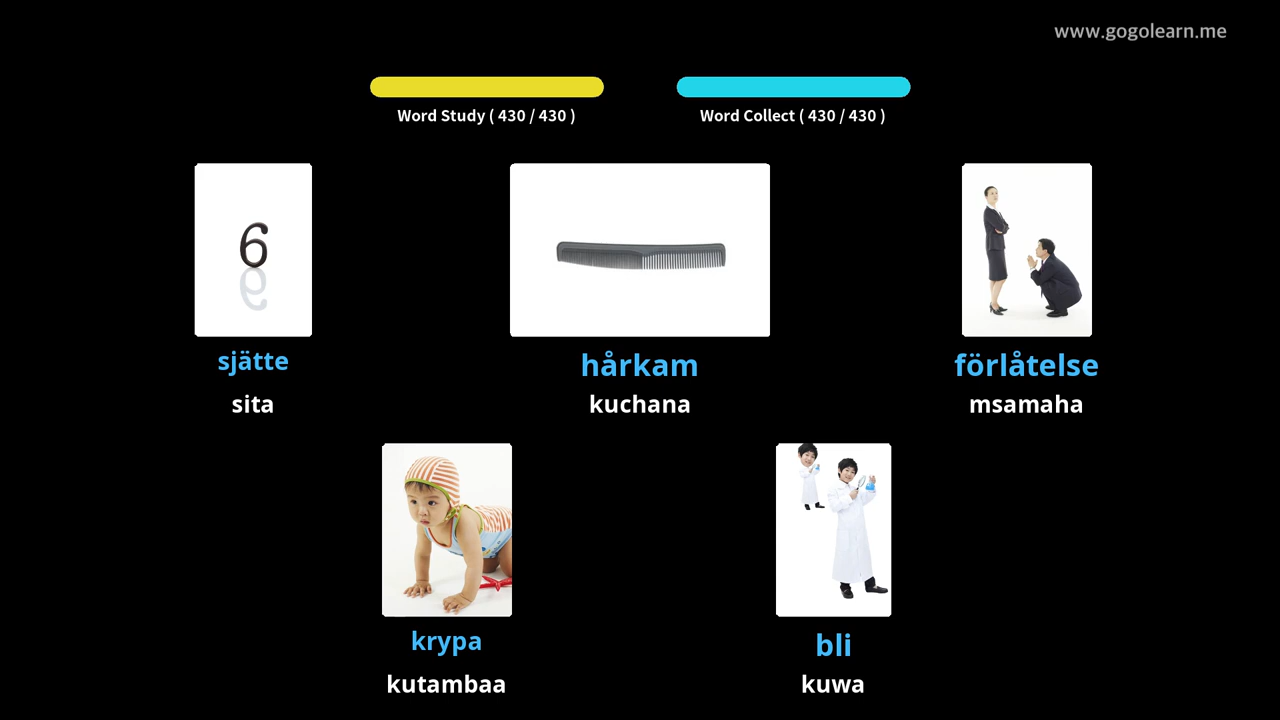 www.gogolearn.me
Word Study ( 430 / 430 )
Word Collect ( 430 / 430 )
6
sjätte
sita
hårkam
kuchana
förlåtelse
msamaha
krypa
kutambaa
bli
kuwa